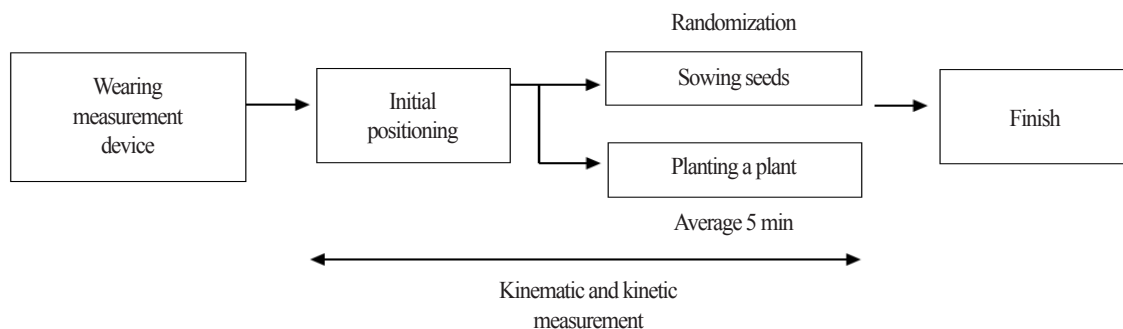 Wearing
measurement
device
Initial
positioning
Randomization
Sowing seeds
Planting a plant
Average 5 min
Finish
Kinematic and kinetic
measurement